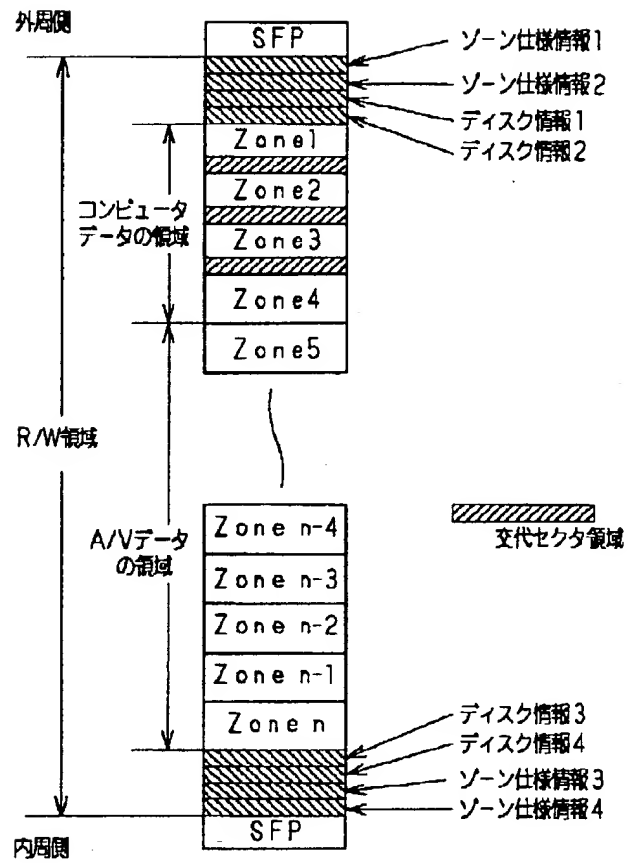 外周側
SFP
ゾーン仕様情報1
ゾーン仕様情報2
ディスク情報1
ディスク情報2
Zone1
Zone2
Zone3
Zone4
コンピュータ
データの領域
Zone5
R/W領域
A/Vデータ
の領域
Zone n-4
Zone n-3
Zone n-2
Zone n-1
Zone n
交代セクタ領域
ディスク情報3
ディスク情報4
ゾーン仕様情報3
ゾーン仕様情報4
SFP
内周側